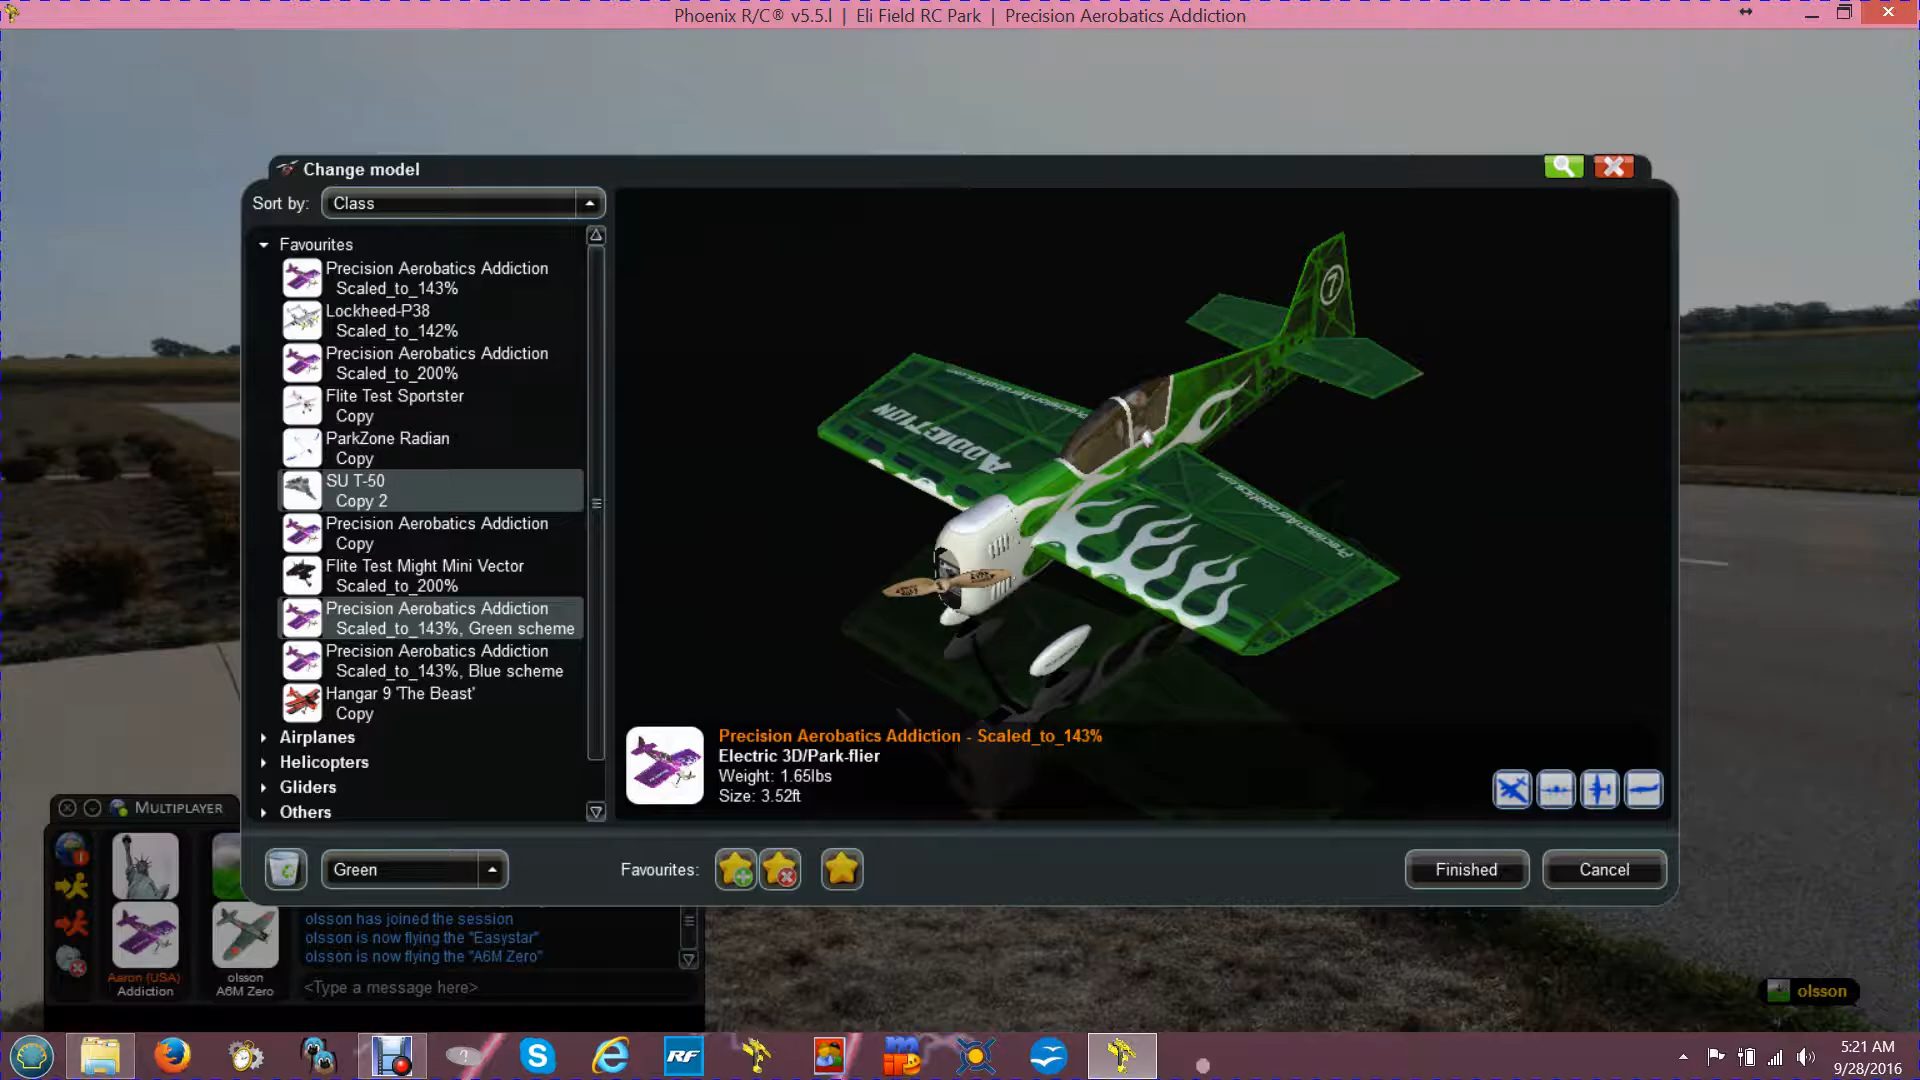 Phoenix R/C® v5.5.l | Eli Field RC Park | Precision Aerobatics Addiction
Change model
Sort by: Class
Favourites
Precision Aerobatics Addiction
Scaled_to_143%
Lockheed-P38
Scaled_to_142%
Precision Aerobatics Addiction
Scaled_to_200%
Flite Test Sportster
Copy
ParkZone Radian
Copy
SU T-50
Copy 2
Precision Aerobatics Addiction
Copy
Flite Test Might Mini Vector
Scaled_to_200%
Precision Aerobatics Addiction
Scaled_to_143%, Green scheme
Precision Aerobatics Addiction
Scaled_to_143%, Blue scheme
Hangar 9 'The Beast'
Copy
Airplanes
Helicopters
Gliders
Others
7
PrecisionAerobatics.com
ADDICTION
PrecisionAerobatics.com
Precision Aerobatics Addiction - Scaled_to_143%
Electric 3D/Park-flier
Weight: 1.65lbs
Size: 3.52ft
Green
Favourites:
Finished
Cancel
MULTIPLAYER
olsson has joined the session
olsson is now flying the "Easystar"
olsson is now flying the "A6M Zero"
<Type a message here>
Aaron (USA)
Addiction
olsson
A6M Zero
olsson
RF
5:21 AM
9/28/2016